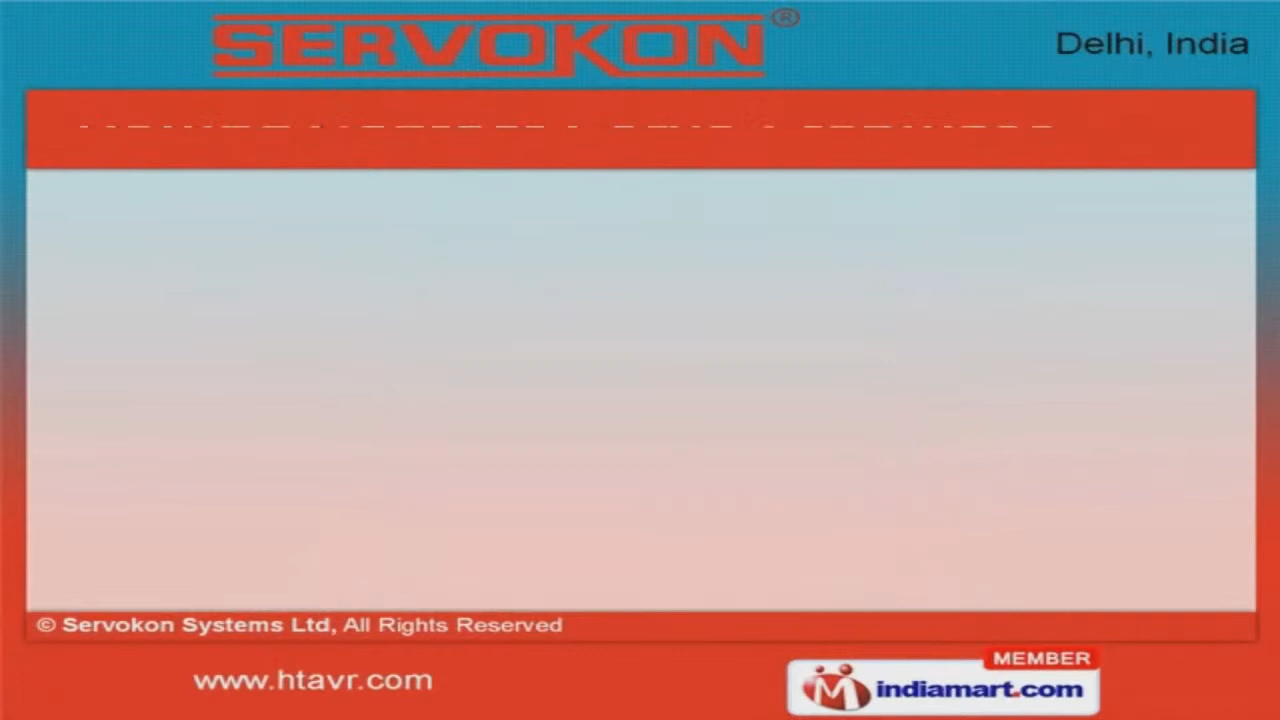 SERVOKON®
Delhi, India
© Servokon Systems Ltd, All Rights Reserved
www.htavr.com
MEMBER
indiamart.com